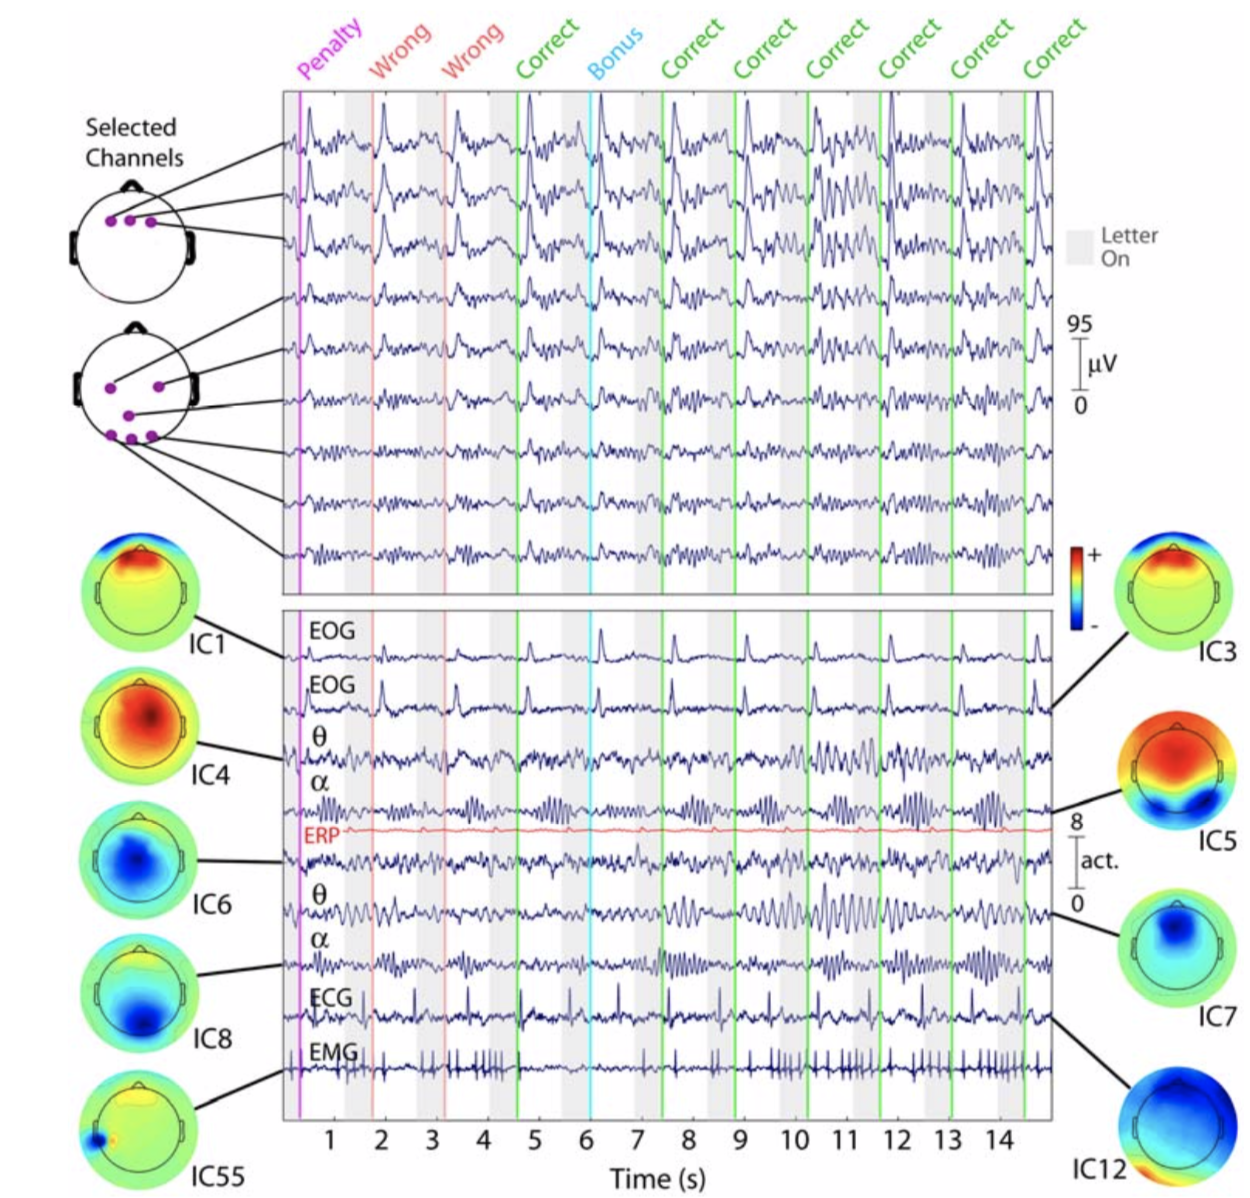 Penalty
Wrong
Wrong
Correct
Bonus
Correct
Correct
Correct
Correct
Correct
Correct
Selected
Channels
Letter
On
95
μV
0
+
-
IC1
IC3
IC4
IC5
IC6
IC7
IC8
IC12
IC55
EOG
EOG
θ
α
ERP
θ
α
ECG
EMG
8
act.
0
1 2 3 4 5 6 7 8 9 10 11 12 13 14
Time (s)